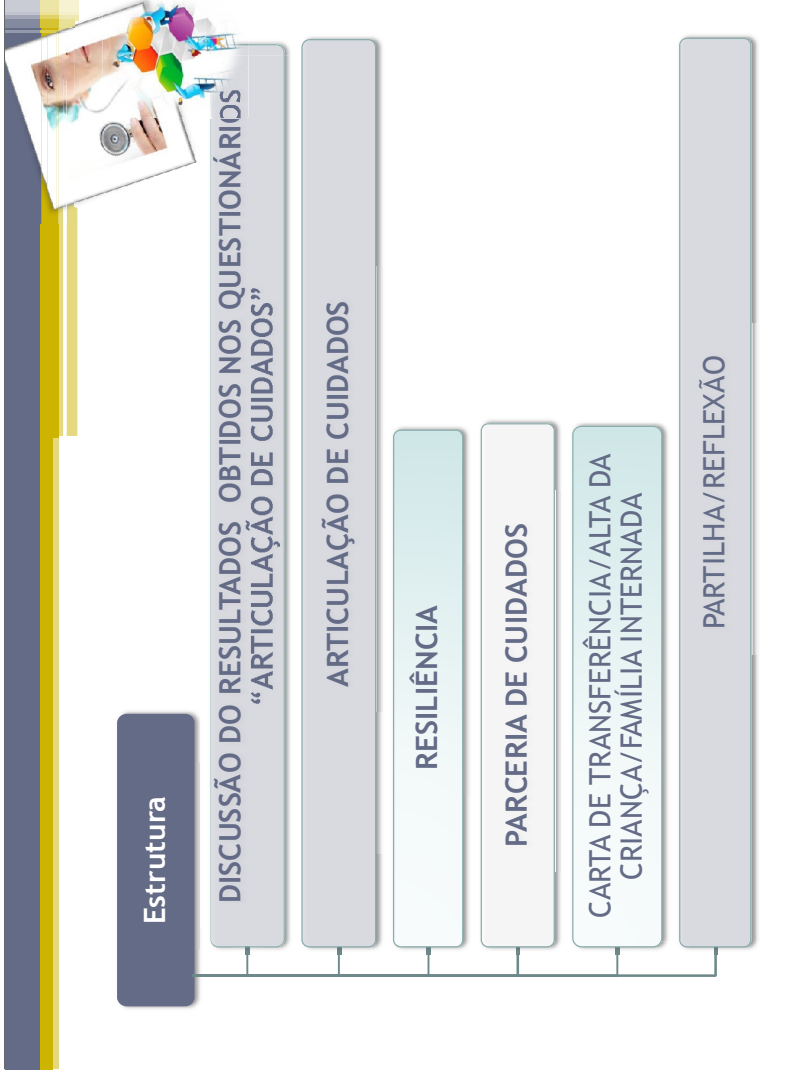 Estrutura
DISCUSSÃO DO RESULTADOS OBTIDOS NOS QUESTIONÁRIOS
“ARTICULAÇÃO DE CUIDADOS”
ARTICULAÇÃO DE CUIDADOS
RESILIÊNCIA
PARCERIA DE CUIDADOS
CARTA DE TRANSFERÊNCIA/ALTA DA
CRIANÇA/FAMÍLIA INTERNADA
PARTILHA/REFLEXÃO